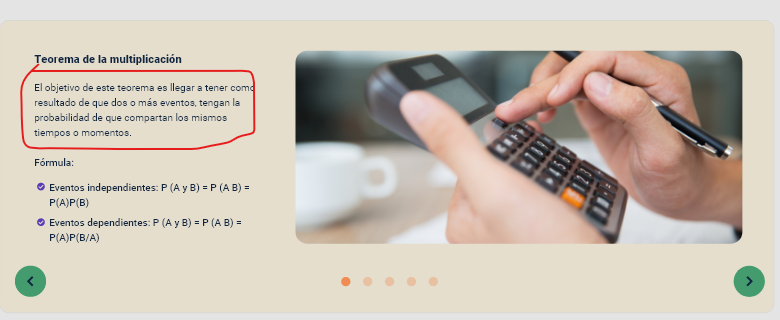 Teorema de la multiplicación
El objetivo de este teorema es llegar a tener como
resultado de que dos o más eventos, tengan la
probabilidad de que compartan los mismos
tiempos o momentos.
Fórmula:
Eventos independientes: P (A y B) = P (A B) =
P(A)P(B)
Eventos dependientes: P (A y B) = P (A B) =
P(A)P(B/A)